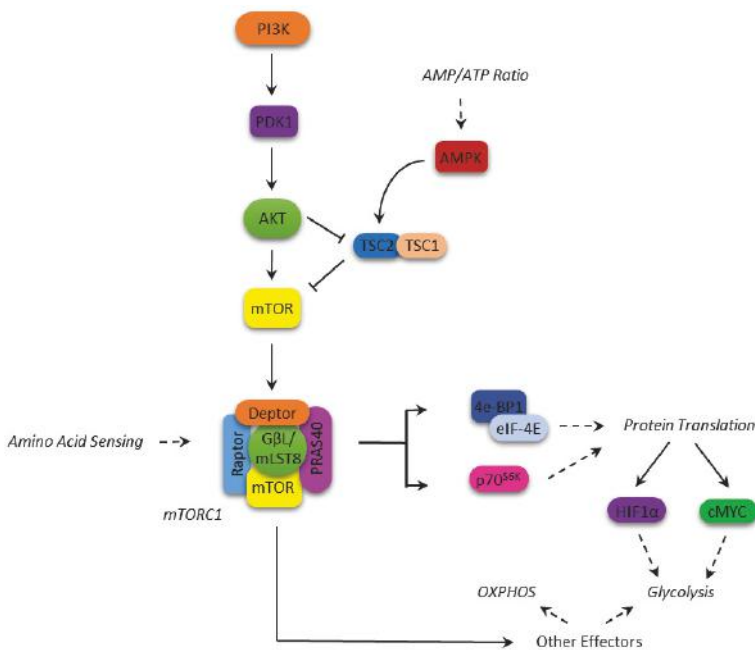 PI3K
AMP/ATP Ratio
PDK1
AMPK
AKT
TSC2 TSC1
mTOR
Deptor
Raptor
GβL/
mLST8
PRAS40
mTOR
Amino Acid Sensing
mTORC1
4e-BP1
eIF-4E
Protein Translation
p70ˢ⁶ᴷ
HIF1α
cMYC
OXPHOS
Glycolysis
Other Effectors